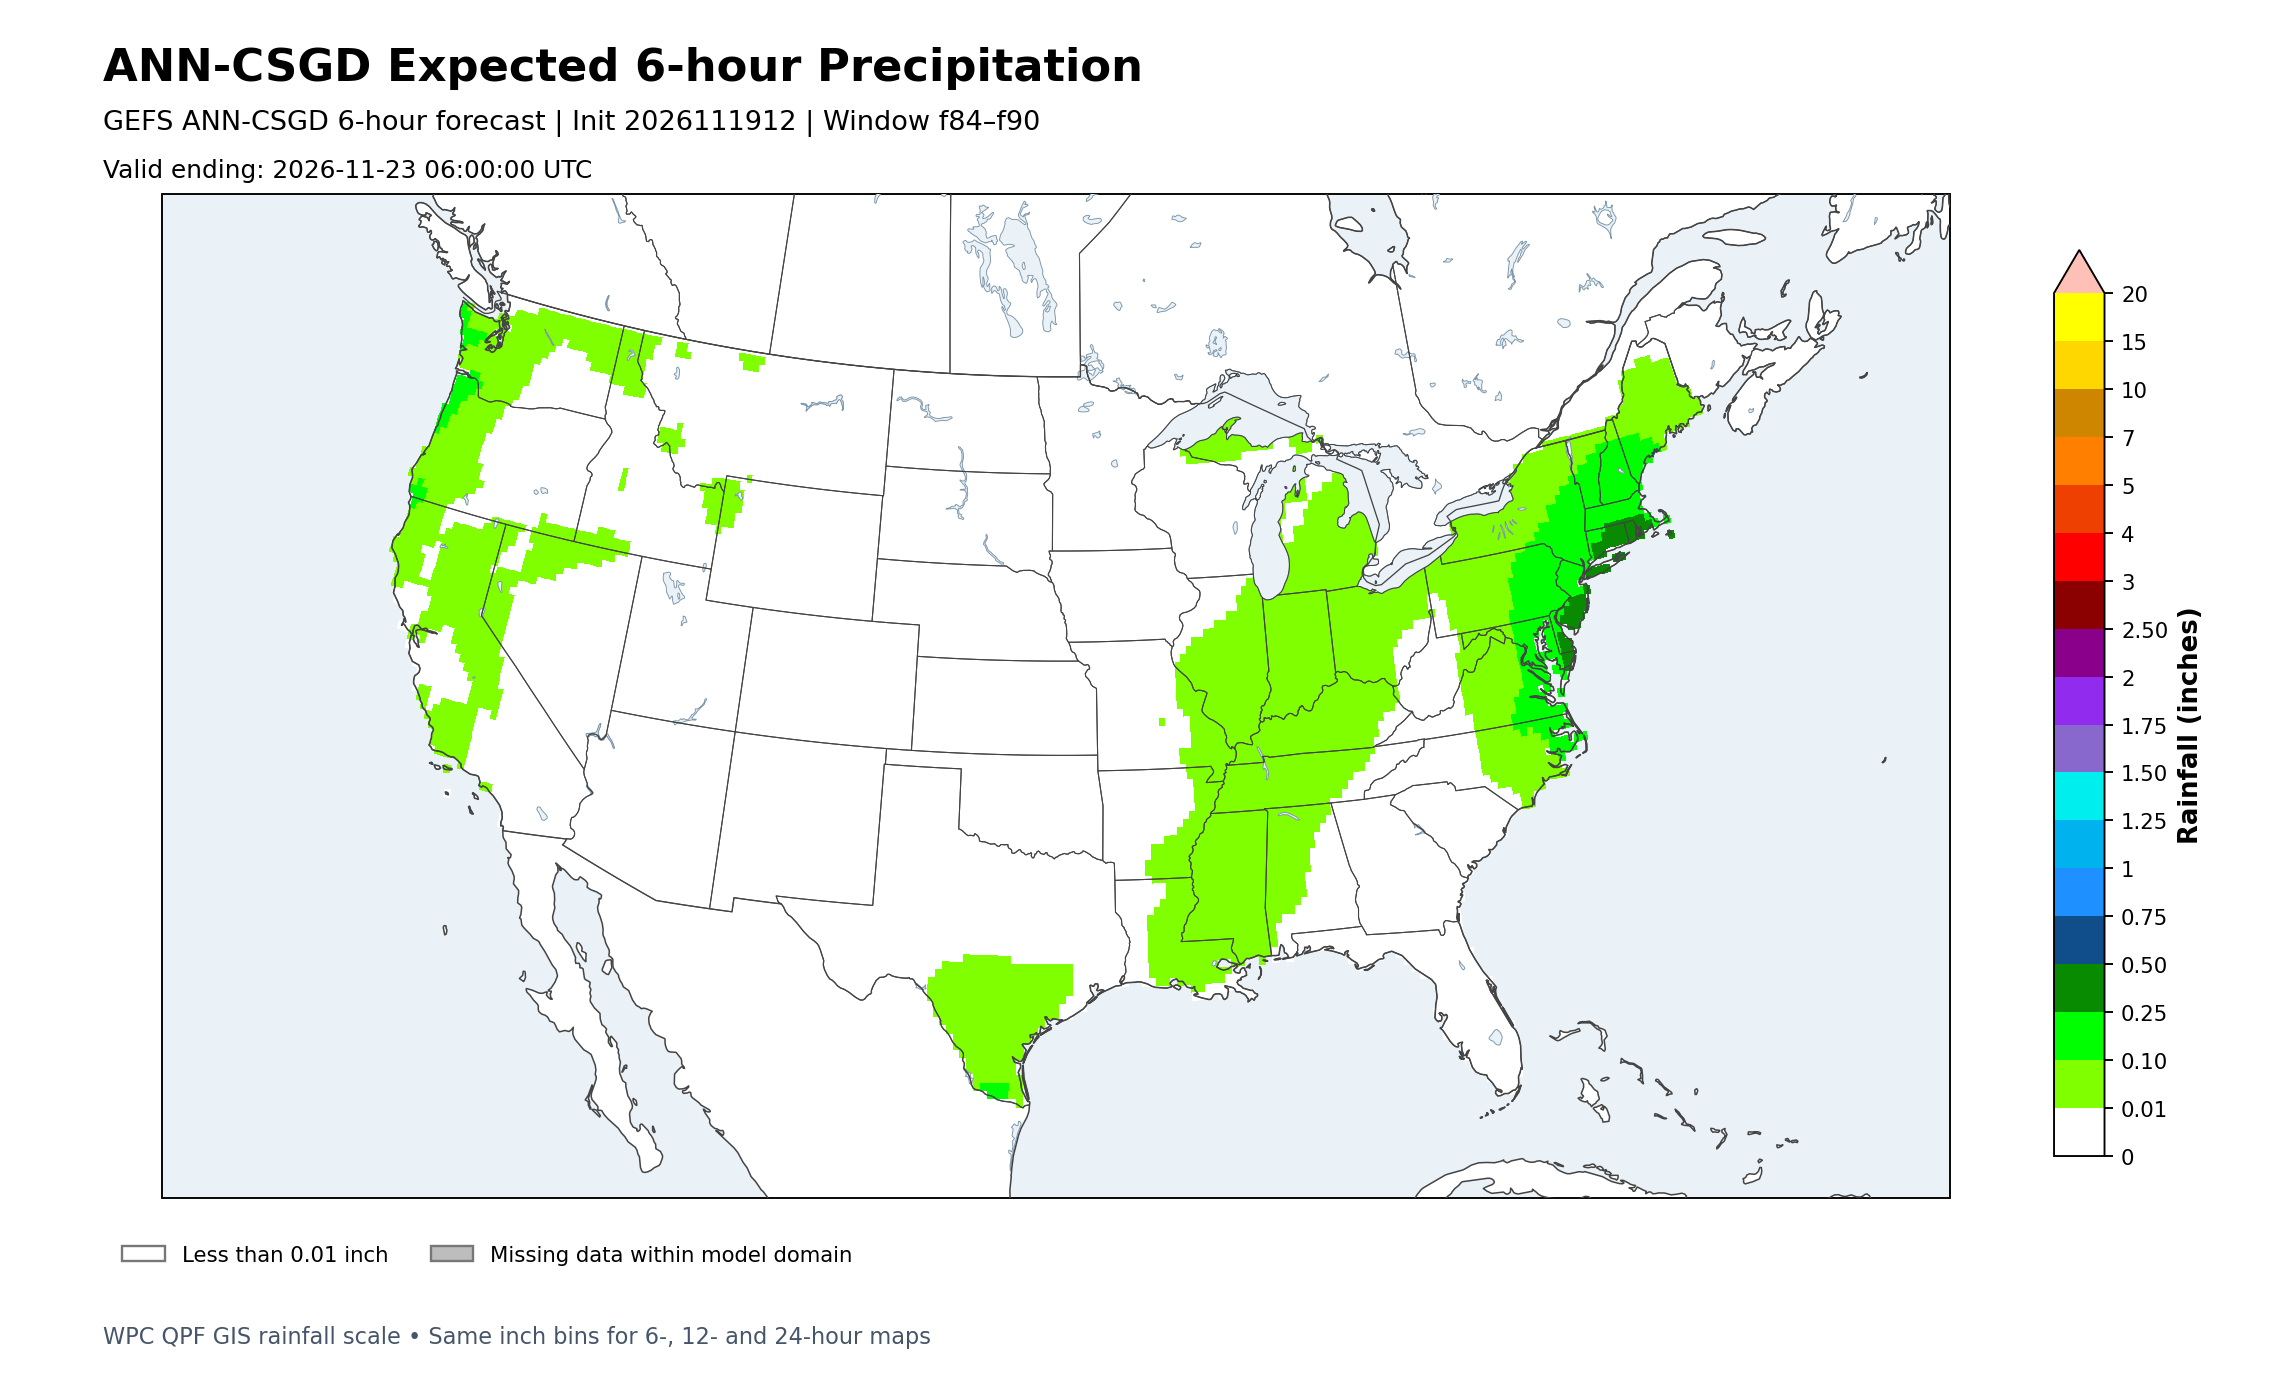 ANN-CSGD Expected 6-hour Precipitation
GEFS ANN-CSGD 6-hour forecast | Init 2026111912 | Window f84–f90
Valid ending: 2026-11-23 06:00:00 UTC
20
15
10
7
5
4
3
2.50
2
1.75
1.50
1.25
1
0.75
0.50
0.25
0.10
0.01
0
Rainfall (inches)
Less than 0.01 inch
Missing data within model domain
WPC QPF GIS rainfall scale • Same inch bins for 6-, 12- and 24-hour maps